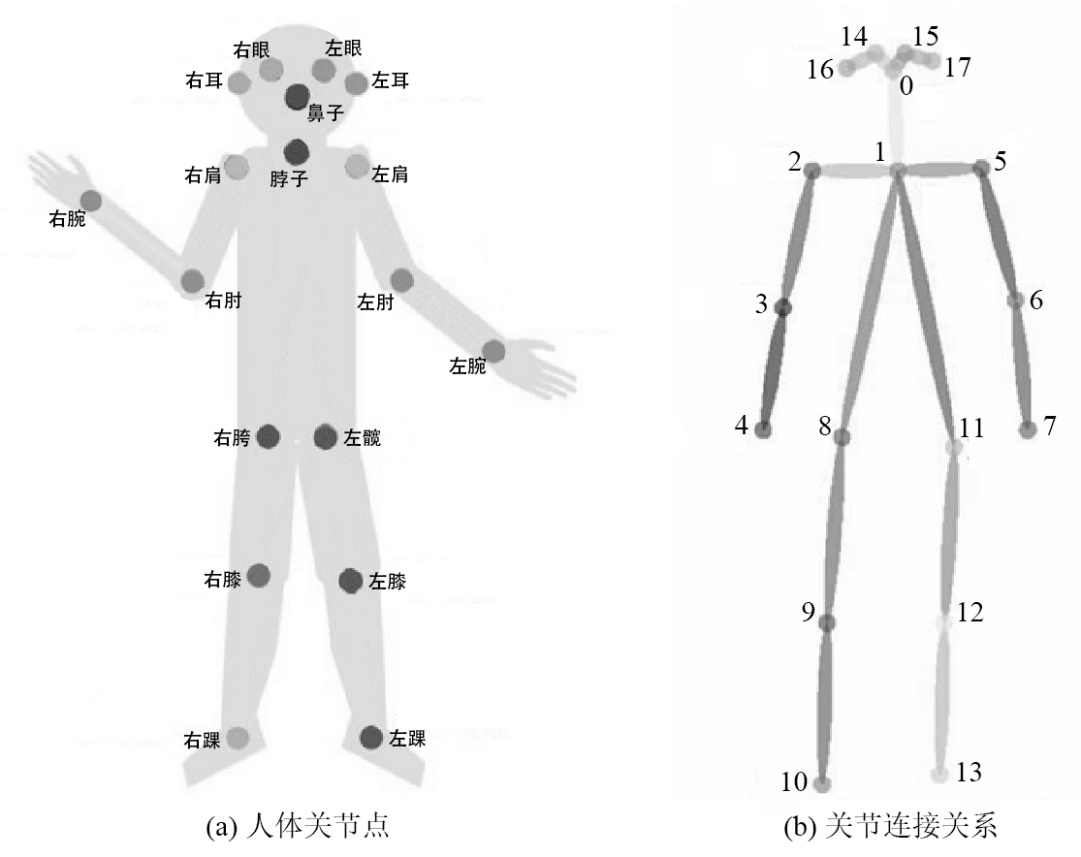 右眼 左眼
右耳 左耳
鼻子
右肩 脖子 左肩
右腕
右肘 左肘
左腕
右胯 左髋
右膝 左膝
右踝 左踝
(a) 人体关节点
14 15
16 17
0
2 1 5
3 6
4 8 11 7
9 12
10 13
(b) 关节连接关系